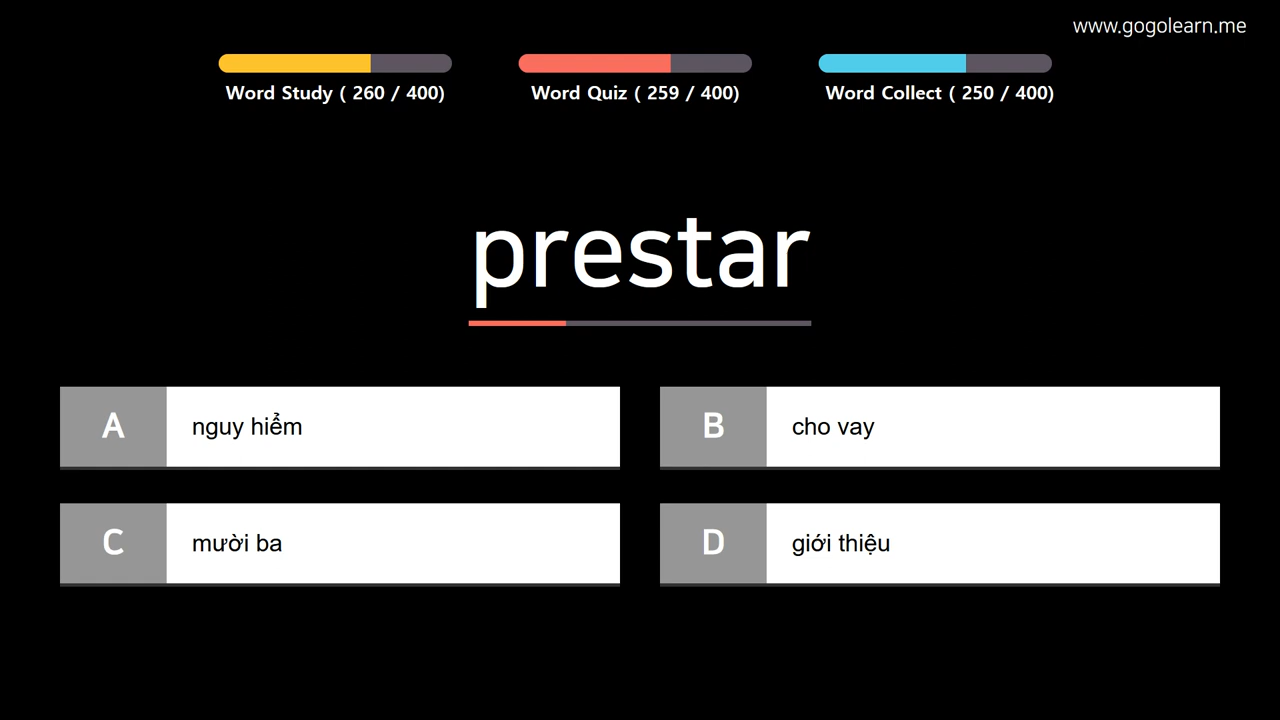 www.gogolearn.me
Word Study ( 260 / 400)
Word Quiz ( 259 / 400)
Word Collect ( 250 / 400)
prestar
A nguy hiểm
B cho vay
C mười ba
D giới thiệu